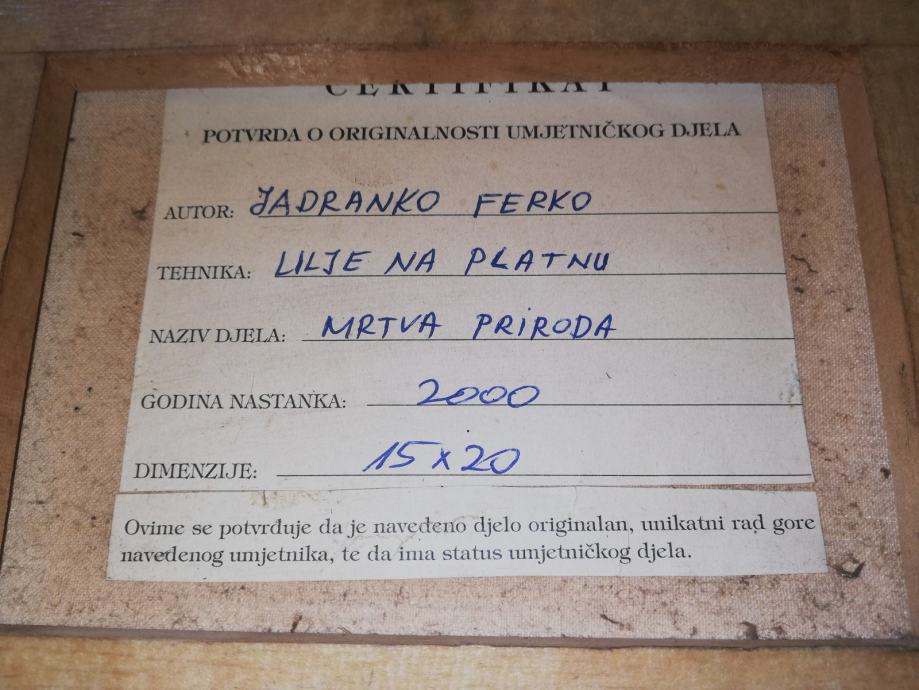 CERTIFIKAT
POTVRDA O ORIGINALNOSTI UMJETNIČKOG DJELA
AUTOR: JADRANKO FERKO
TEHNIKA: LILJE NA PLATNU
NAZIV DJELA: MRTVA PRIRODA
GODINA NASTANKA: 2000
DIMENZIJE: 15 x 20
Ovime se potvrđuje da je navedeno djelo originalan, unikatni rad gore
navedenog umjetnika, te da ima status umjetničkog djela.